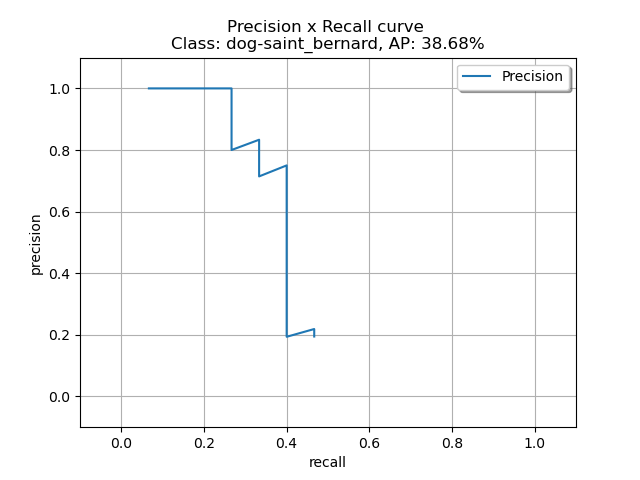 Precision x Recall curve
Class: dog-saint_bernard, AP: 38.68%
Precision
1.0
0.8
0.6
0.4
0.2
0.0
precision
0.0 0.2 0.4 0.6 0.8 1.0
recall